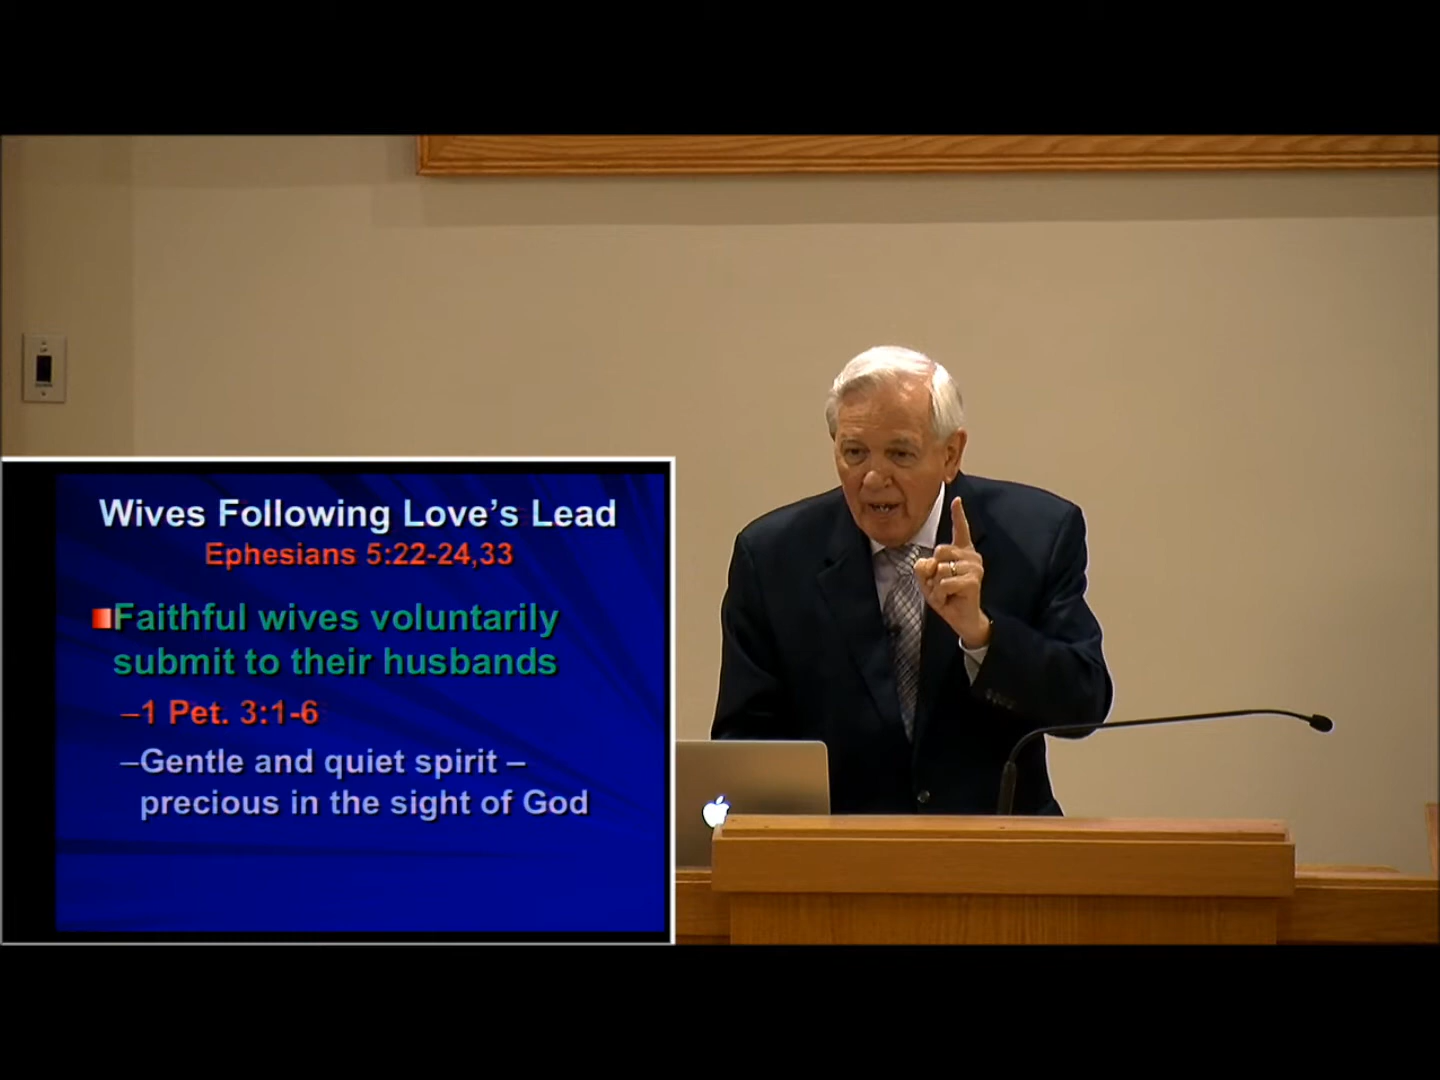 Wives Following Love's Lead
Ephesians 5:22-24,33
Faithful wives voluntarily
submit to their husbands
–1 Pet. 3:1-6
–Gentle and quiet spirit –
precious in the sight of God